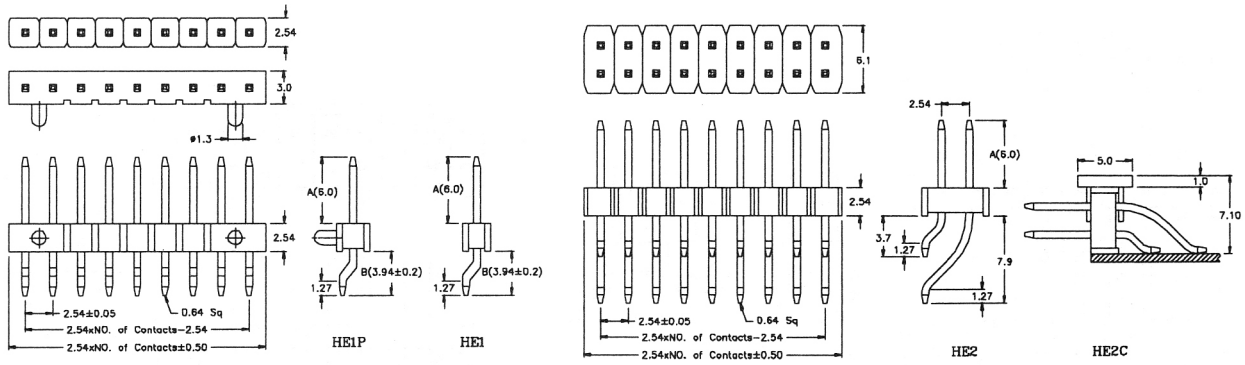 2.54
3.0
ø1.3
A(6.0)
2.54
B(3.94±0.2)
1.27
2.54±0.05
0.64 Sq
2.54xNO. of Contacts-2.54
2.54xNO. of Contacts±0.50
HE1P
A(6.0)
B(3.94±0.2)
1.27
HE1
5.1
2.54
2.54±0.05
0.64 Sq
2.54xNO. of Contacts-2.54
2.54xNO. of Contacts±0.50
2.54
A(6.0)
3.7
1.27
7.9
1.27
HE2
5.0
1.0
7.10
HE2C